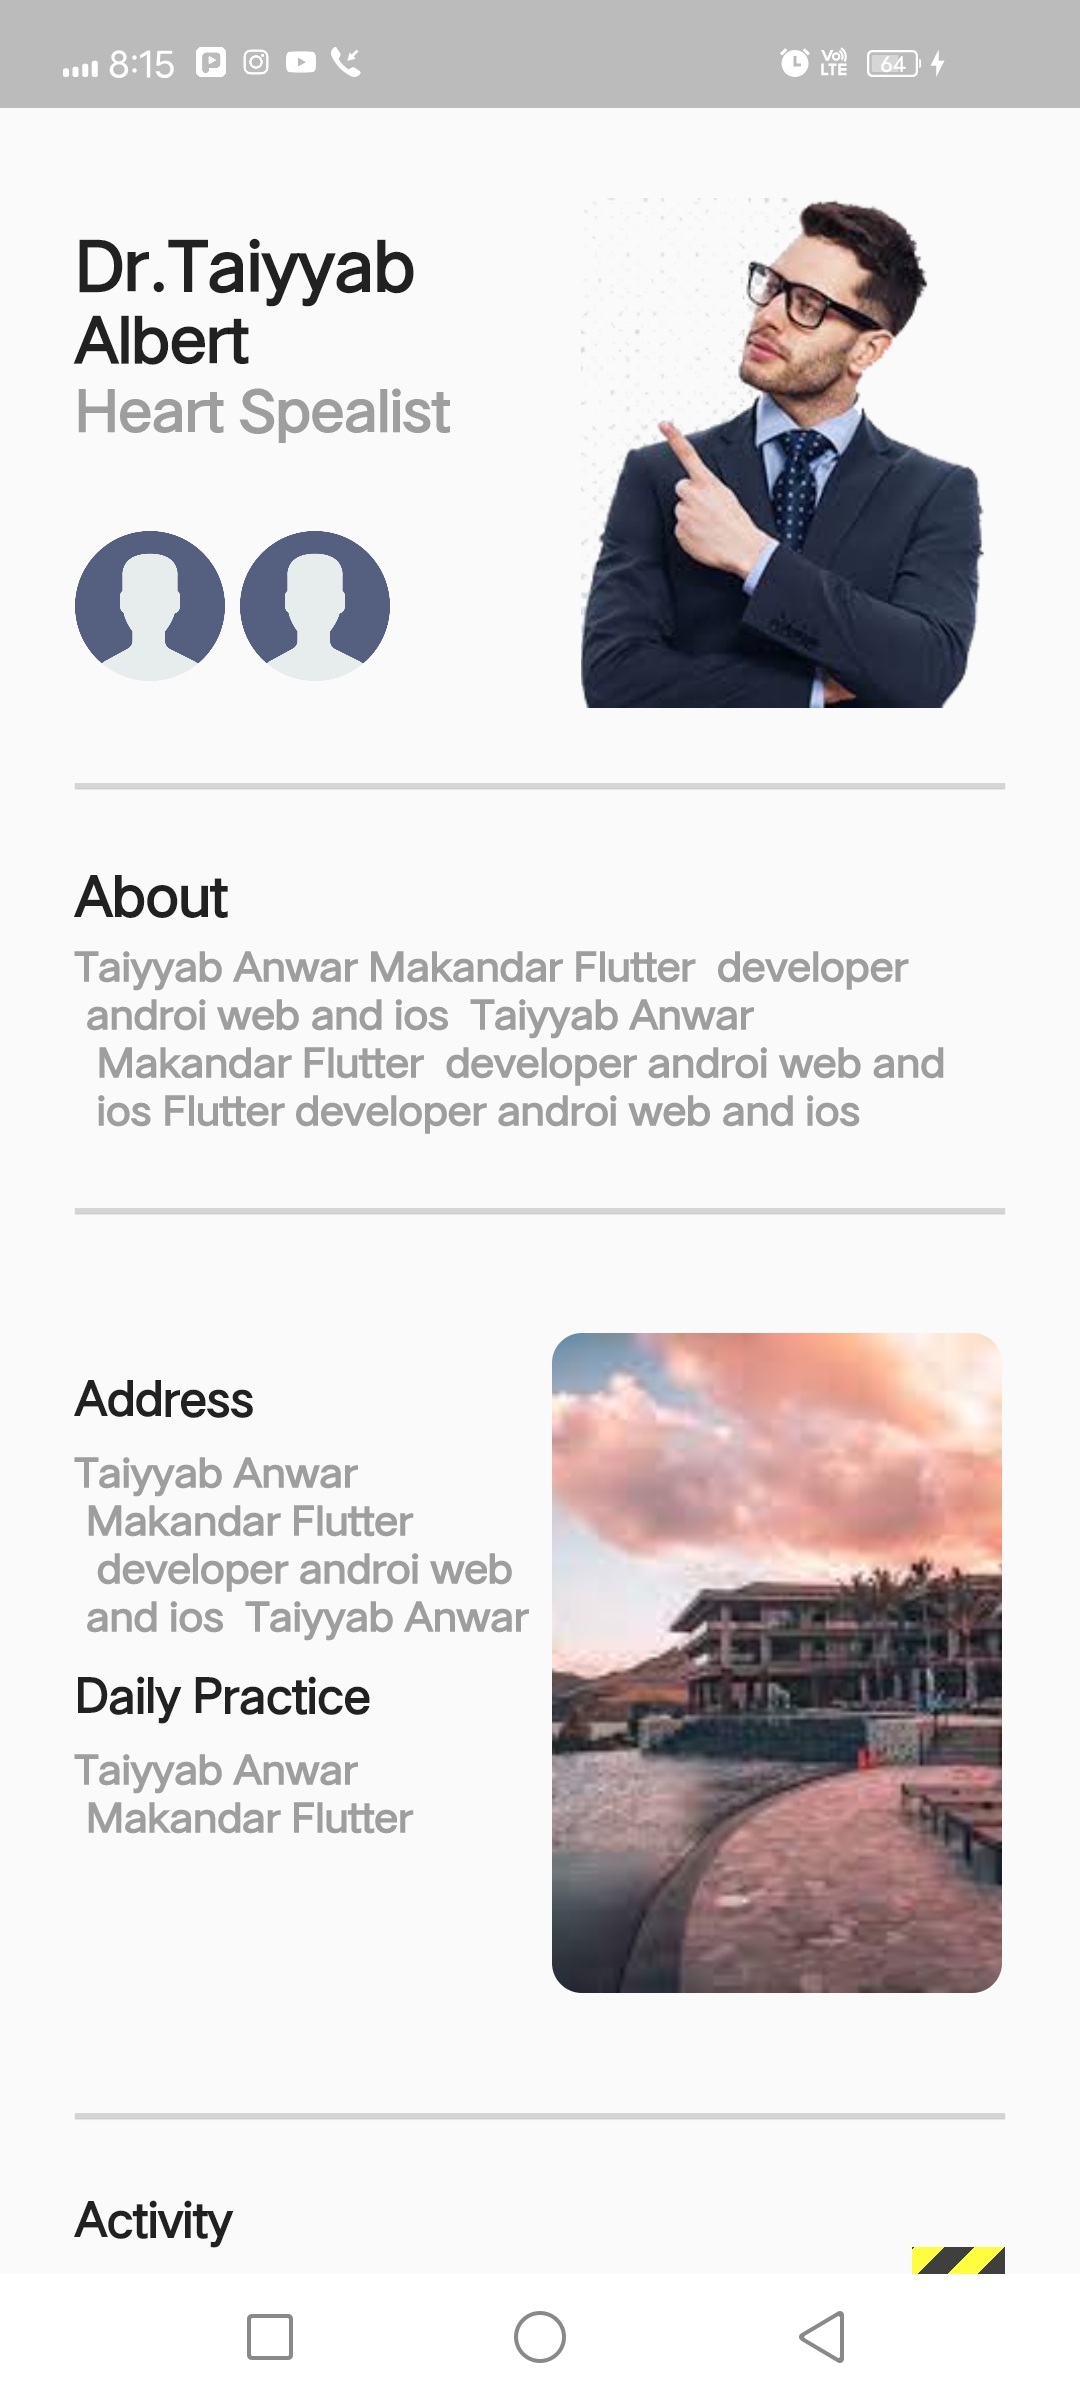 8:15
Vo)
LTE
64
Dr.Taiyyab
Albert
Heart Spealist
About
Taiyyab Anwar Makandar Flutter  developer
androi web and ios  Taiyyab Anwar
Makandar Flutter  developer androi web and
ios Flutter developer androi web and ios
Address
Taiyyab Anwar
Makandar Flutter
developer androi web
and ios  Taiyyab Anwar
Daily Practice
Taiyyab Anwar
Makandar Flutter
Activity